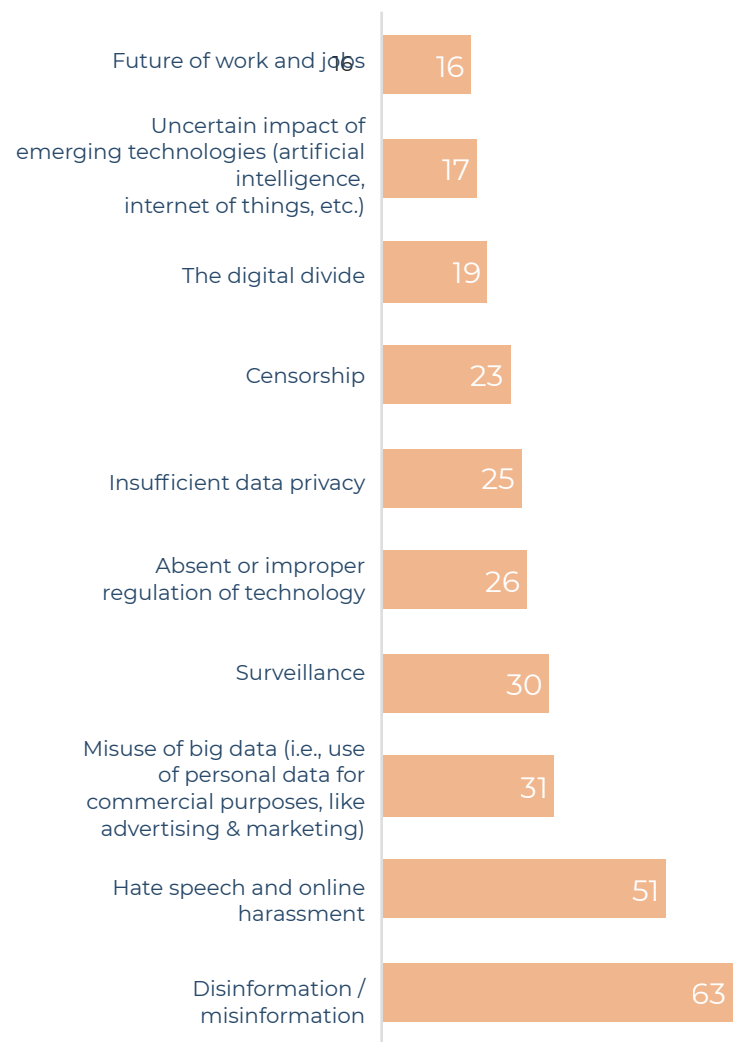 Future of work and jobs
16
16
Uncertain impact of
emerging technologies (artificial
intelligence,
internet of things, etc.)
17
The digital divide
19
Censorship
23
Insufficient data privacy
25
Absent or improper
regulation of technology
26
Surveillance
30
Misuse of big data (i.e., use
of personal data for
commercial purposes, like
advertising & marketing)
31
Hate speech and online
harassment
51
Disinformation /
misinformation
63